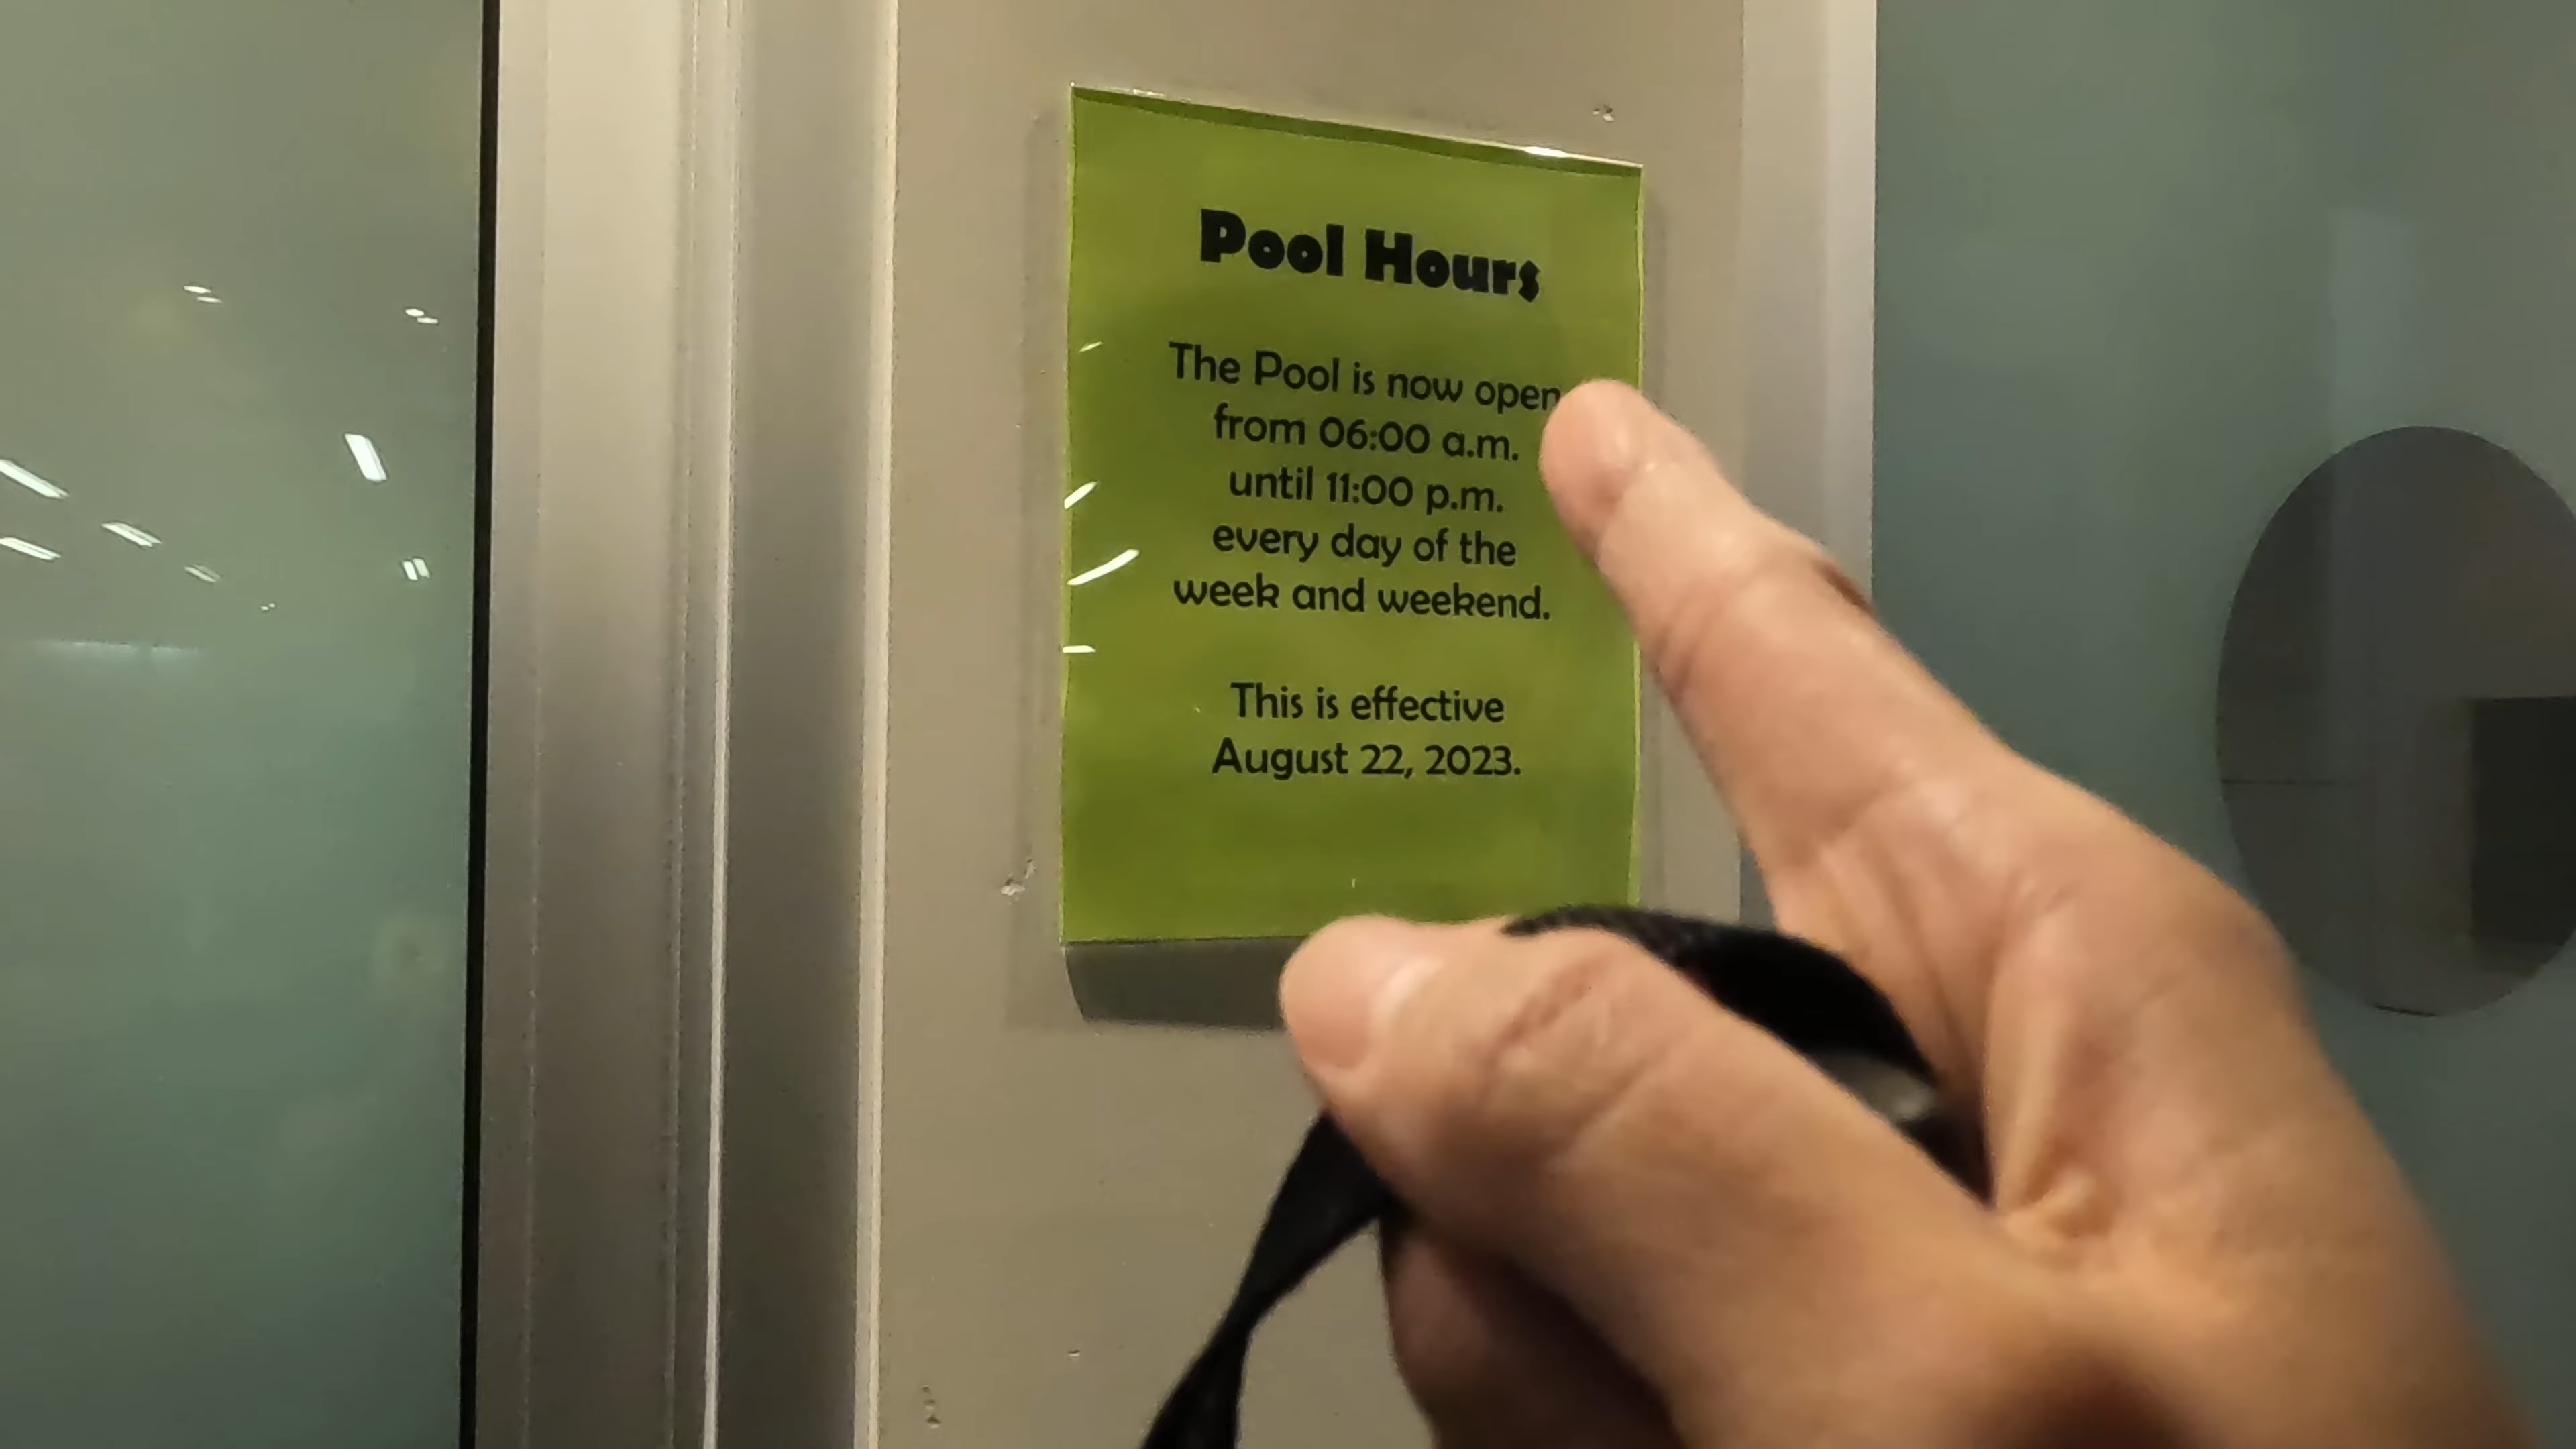 Pool Hours
The Pool is now open
from 06:00 a.m.
until 11:00 p.m.
every day of the
week and weekend.
This is effective
August 22, 2023.